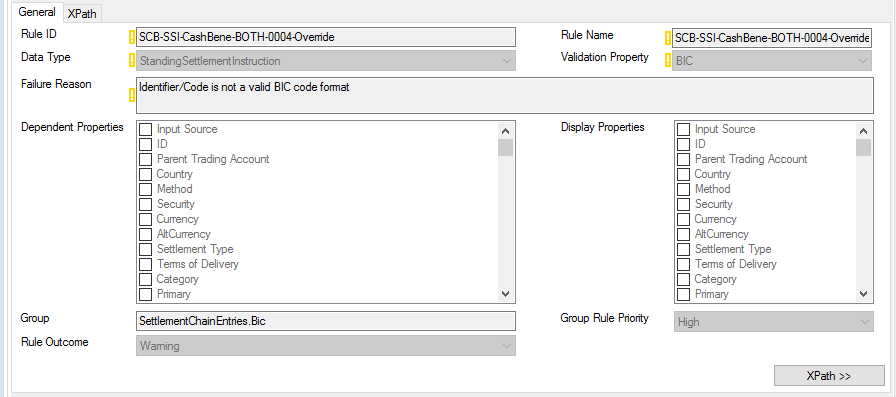 General
XPath
Rule ID
SCB-SSI-CashBene-BOTH-0004-Override
Rule Name
SCB-SSI-CashBene-BOTH-0004-Override
Data Type
StandingSettlementInstruction
Validation Property
BIC
Failure Reason
Identifier/Code is not a valid BIC code format
Dependent Properties
Input Source
ID
Parent Trading Account
Country
Method
Security
Currency
AltCurrency
Settlement Type
Terms of Delivery
Category
Primary
Display Properties
Input Source
ID
Parent Trading Account
Country
Method
Security
Currency
AltCurrency
Settlement Type
Terms of Delivery
Category
Primary
Group
SettlementChainEntries.Bic
Group Rule Priority
High
Rule Outcome
Warning
XPath >>